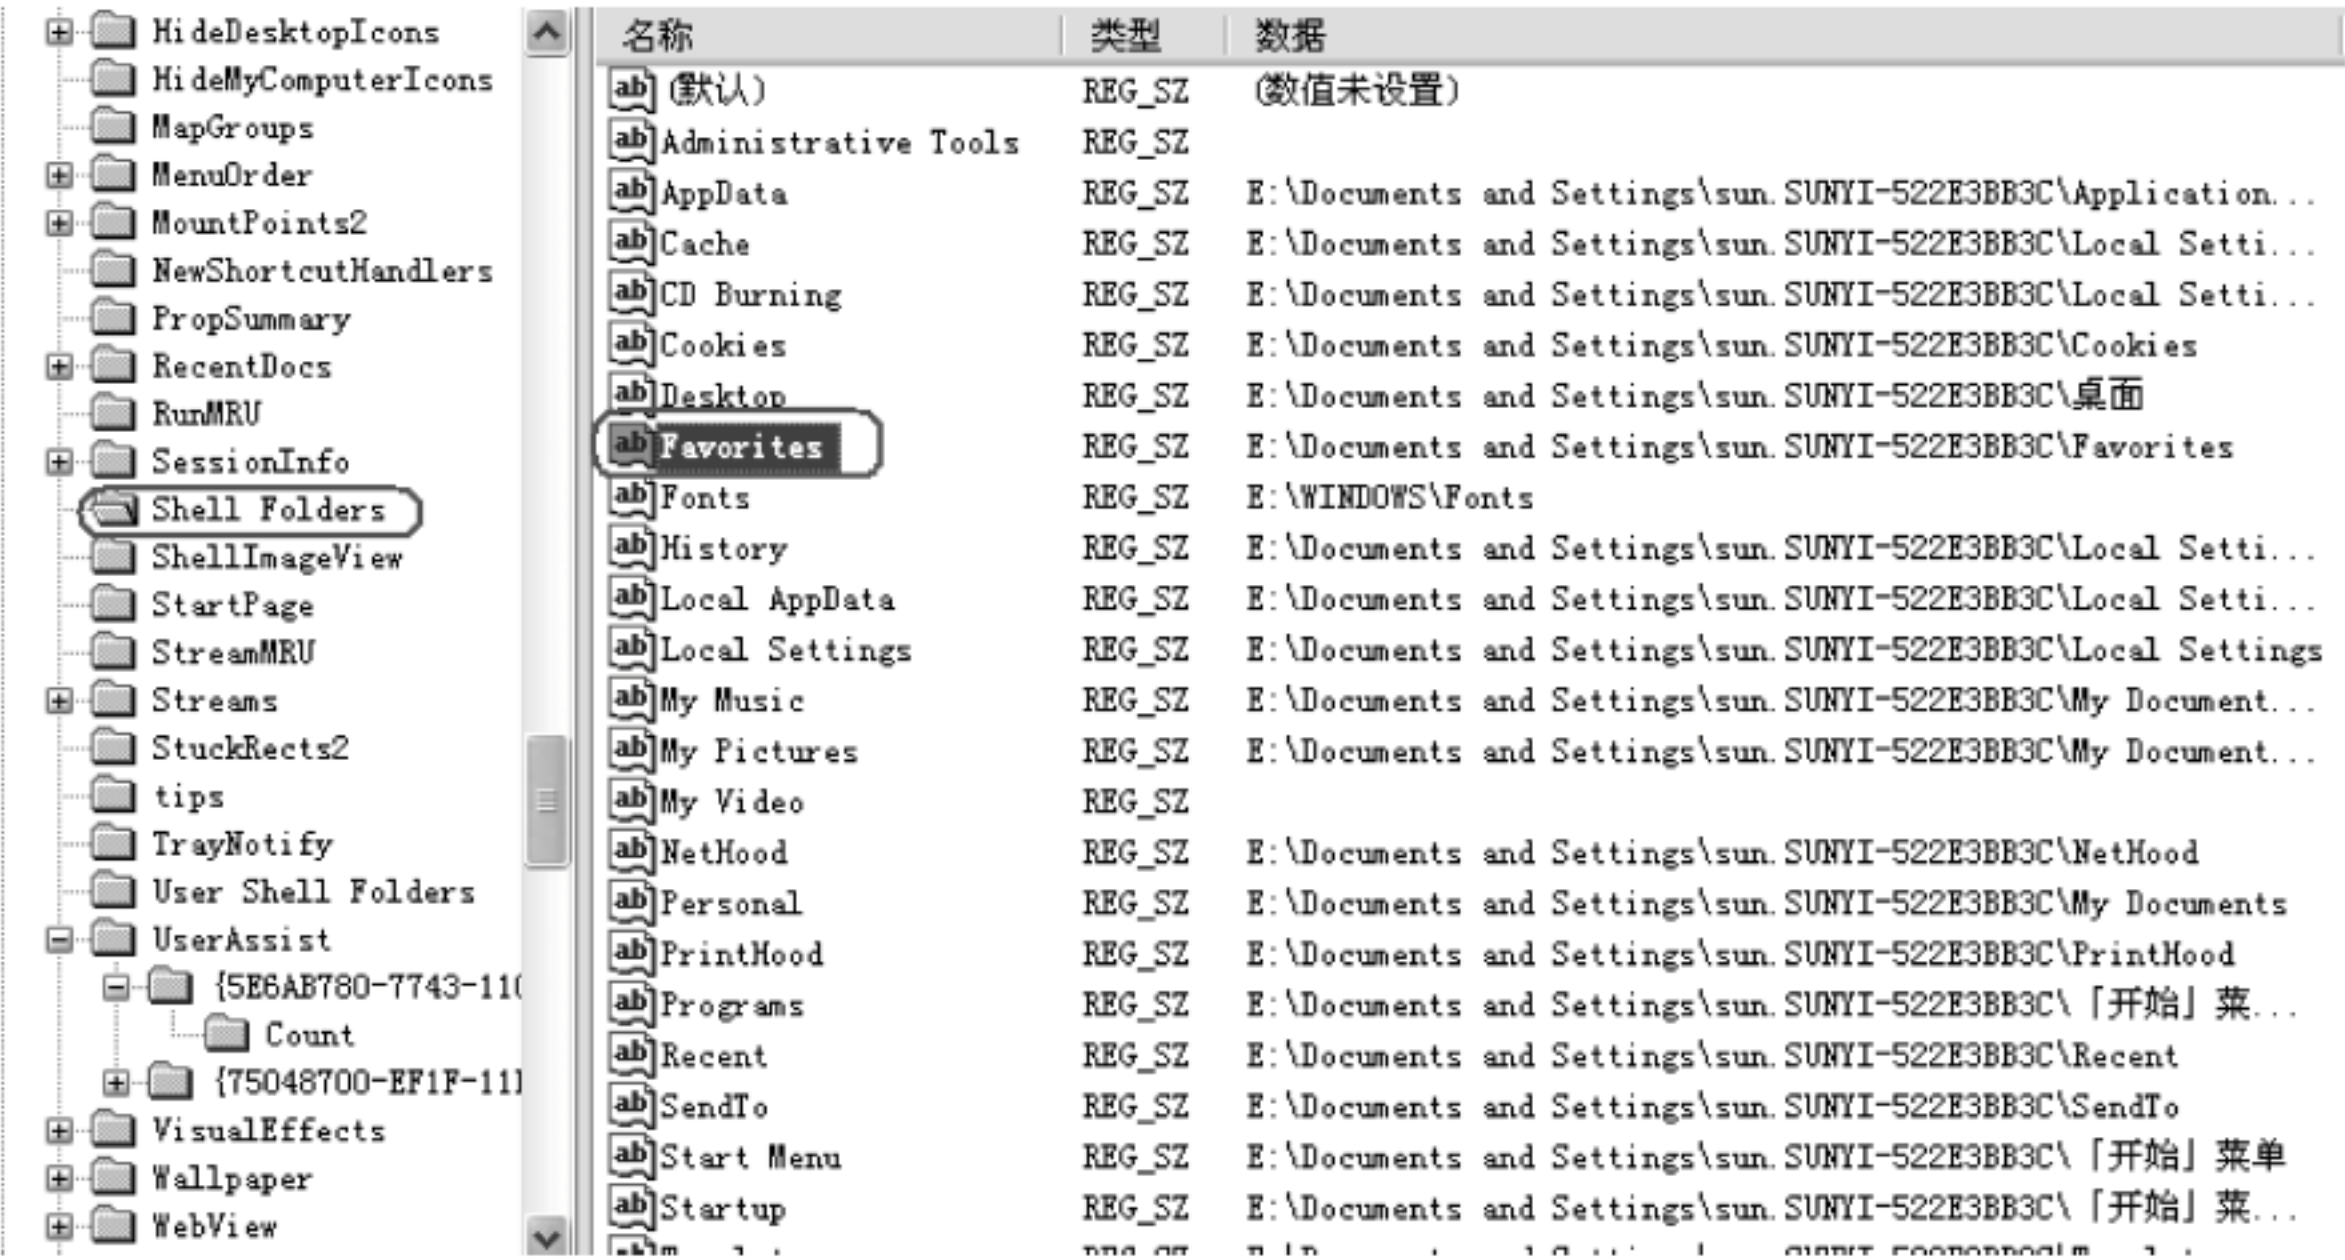 HideDesktopIcons
HideMyComputerIcons
MapGroups
MenuOrder
MountPoints2
NewShortcutHandlers
PropSummary
RecentDocs
RunMRU
SessionInfo
Shell Folders
ShellImageView
StartPage
StreamMRU
Streams
StuckRects2
tips
TrayNotify
User Shell Folders
UserAssist
{5E6AB780-7743-11
Count
{75048700-EF1F-11
VisualEffects
Wallpaper
WebView
名称 类型 数据
(默认) REG_SZ (数值未设置)
Administrative Tools REG_SZ
AppData REG_SZ E:\Documents and Settings\sun.SUNYI-522E3BB3C\Application...
Cache REG_SZ E:\Documents and Settings\sun.SUNYI-522E3BB3C\Local Setti...
CD Burning REG_SZ E:\Documents and Settings\sun.SUNYI-522E3BB3C\Local Setti...
Cookies REG_SZ E:\Documents and Settings\sun.SUNYI-522E3BB3C\Cookies
Desktop REG_SZ E:\Documents and Settings\sun.SUNYI-522E3BB3C\桌面
Favorites REG_SZ E:\Documents and Settings\sun.SUNYI-522E3BB3C\Favorites
Fonts REG_SZ E:\WINDOWS\Fonts
History REG_SZ E:\Documents and Settings\sun.SUNYI-522E3BB3C\Local Setti...
Local AppData REG_SZ E:\Documents and Settings\sun.SUNYI-522E3BB3C\Local Setti...
Local Settings REG_SZ E:\Documents and Settings\sun.SUNYI-522E3BB3C\Local Settings
My Music REG_SZ E:\Documents and Settings\sun.SUNYI-522E3BB3C\My Document...
My Pictures REG_SZ E:\Documents and Settings\sun.SUNYI-522E3BB3C\My Document...
My Video REG_SZ
NetHood REG_SZ E:\Documents and Settings\sun.SUNYI-522E3BB3C\NetHood
Personal REG_SZ E:\Documents and Settings\sun.SUNYI-522E3BB3C\My Documents
PrintHood REG_SZ E:\Documents and Settings\sun.SUNYI-522E3BB3C\PrintHood
Programs REG_SZ E:\Documents and Settings\sun.SUNYI-522E3BB3C\「开始」菜...
Recent REG_SZ E:\Documents and Settings\sun.SUNYI-522E3BB3C\Recent
SendTo REG_SZ E:\Documents and Settings\sun.SUNYI-522E3BB3C\SendTo
Start Menu REG_SZ E:\Documents and Settings\sun.SUNYI-522E3BB3C\「开始」菜单
Startup REG_SZ E:\Documents and Settings\sun.SUNYI-522E3BB3C\「开始」菜...